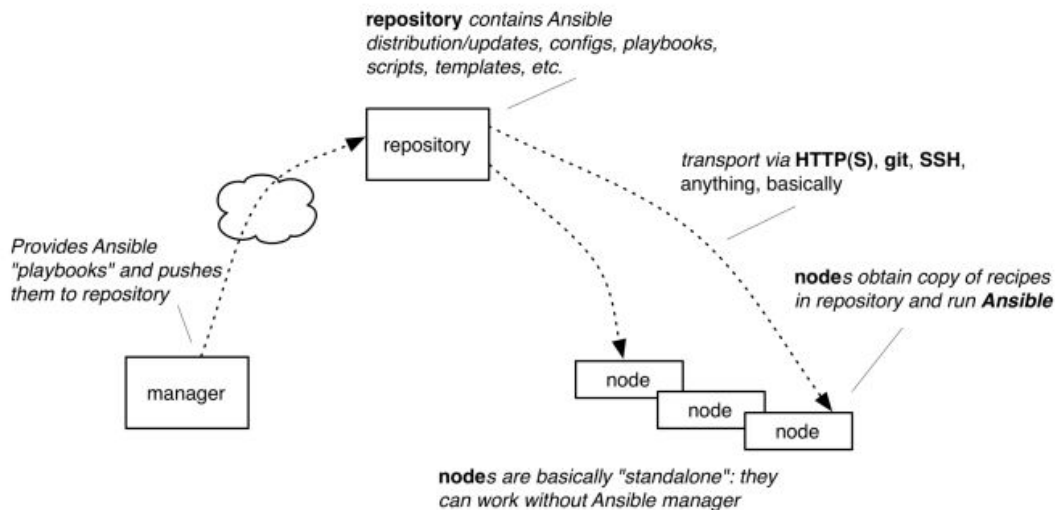 repository contains Ansible
distribution/updates, configs, playbooks,
scripts, templates, etc.
repository
transport via HTTP(S), git, SSH,
anything, basically
Provides Ansible
"playbooks" and pushes
them to repository
nodes obtain copy of recipes
in repository and run Ansible
manager
node
node
node
nodes are basically "standalone": they
can work without Ansible manager